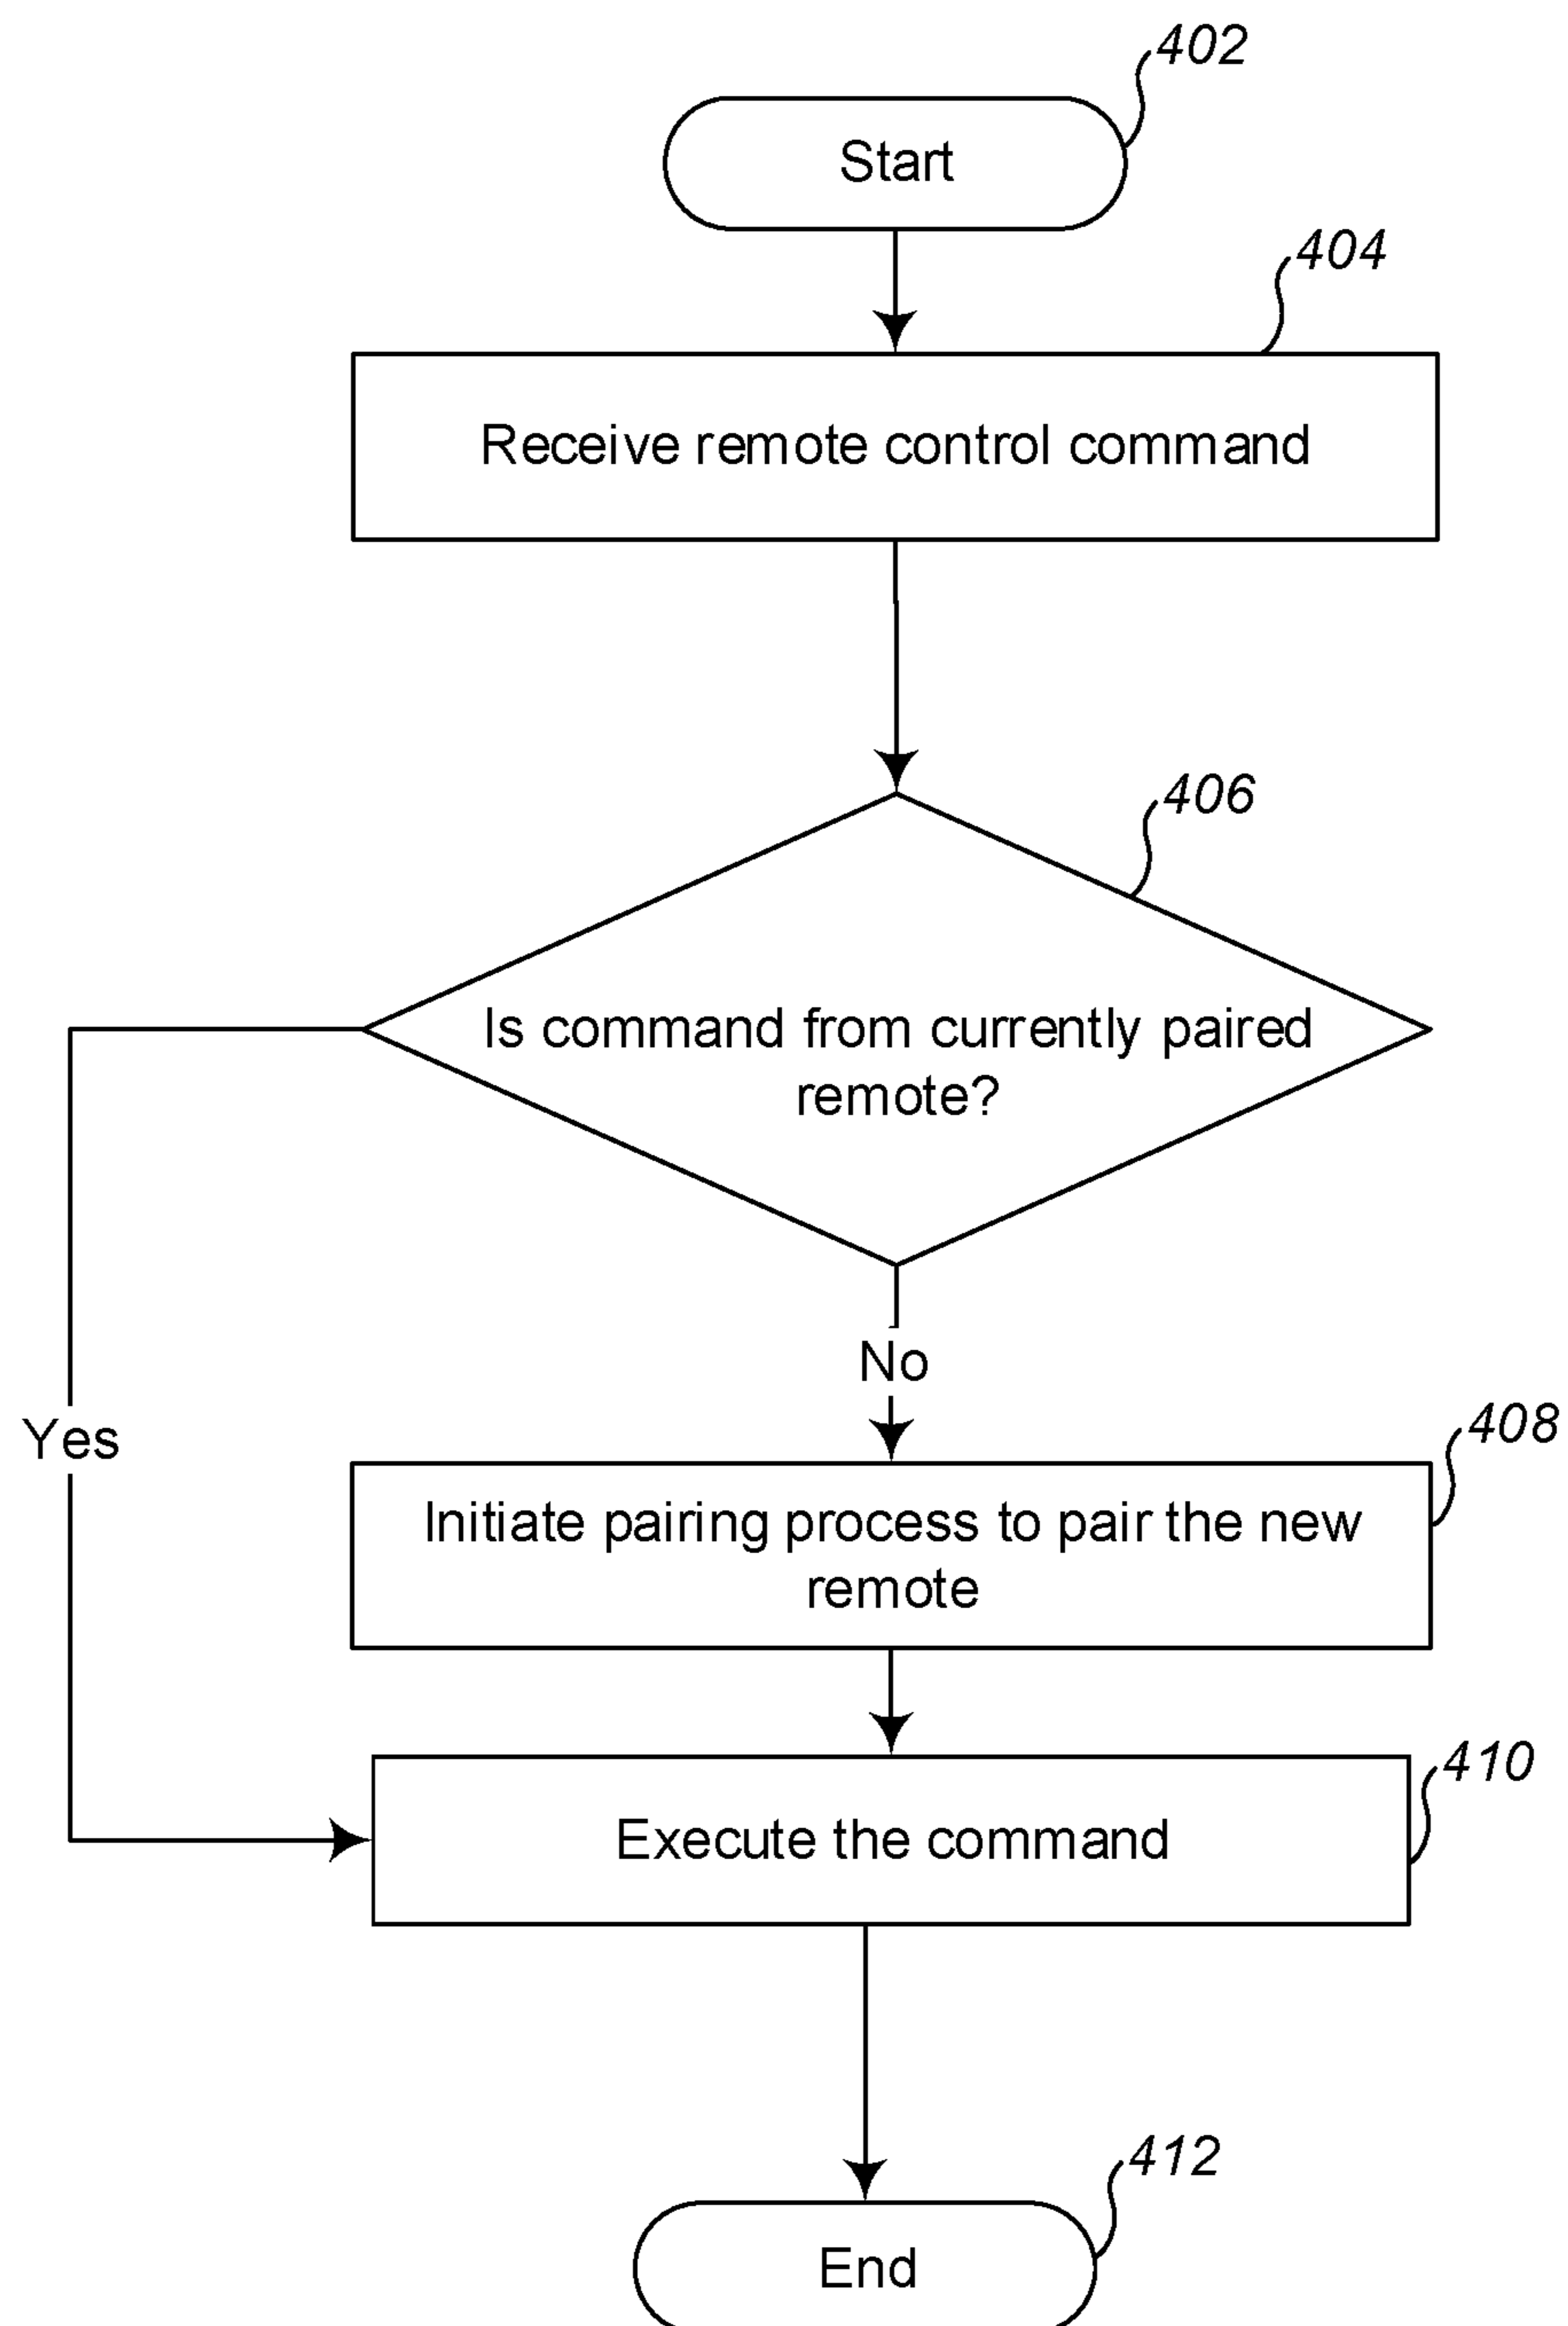 402
Start
404
Receive remote control command
406
Is command from currently paired
remote?
No
Yes
408
Initiate pairing process to pair the new
remote
410
Execute the command
412
End